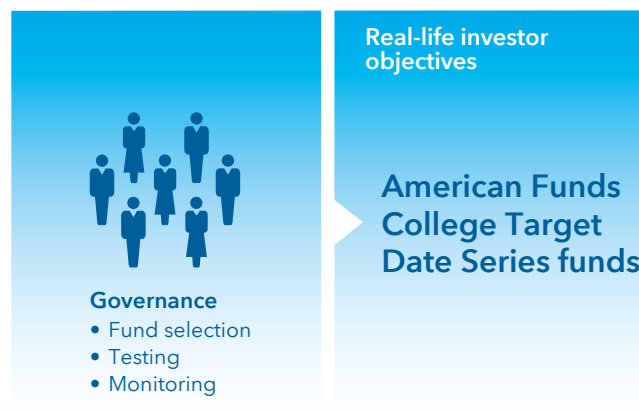 Governance
• Fund selection
• Testing
• Monitoring
Real-life investor
objectives
American Funds
College Target
Date Series funds